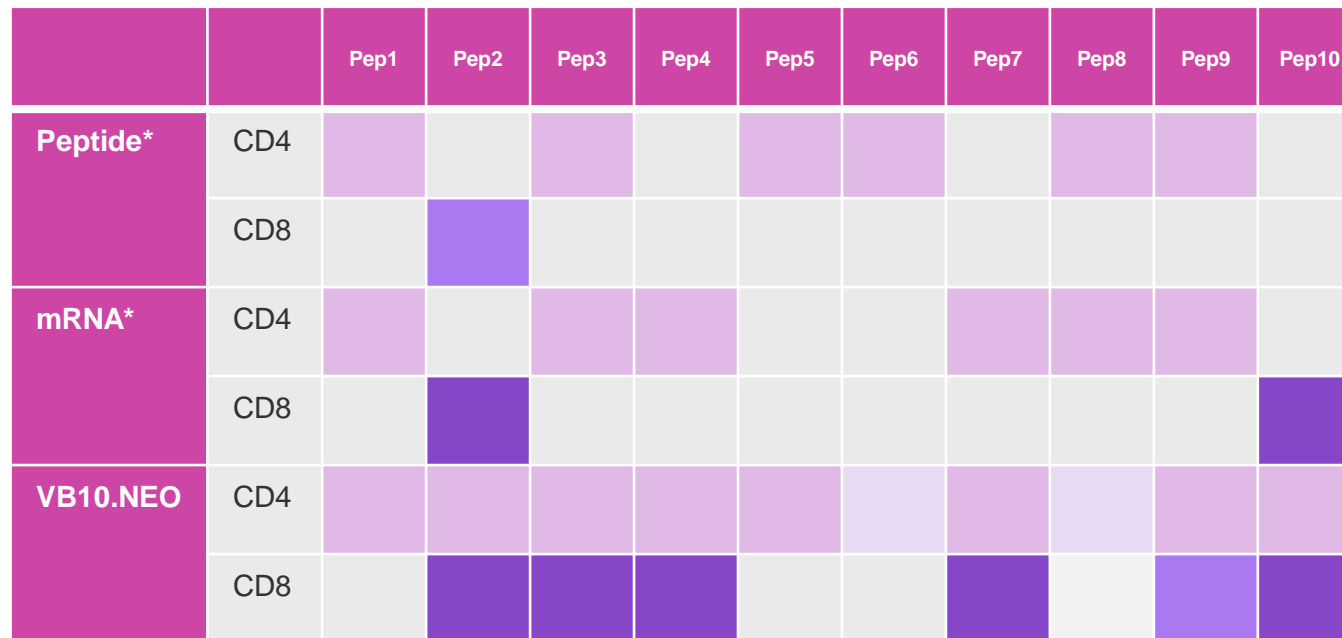 Pep1 Pep2 Pep3 Pep4 Pep5 Pep6 Pep7 Pep8 Pep9 Pep10
Peptide* CD4
CD8
mRNA* CD4
CD8
VB10.NEO CD4
CD8